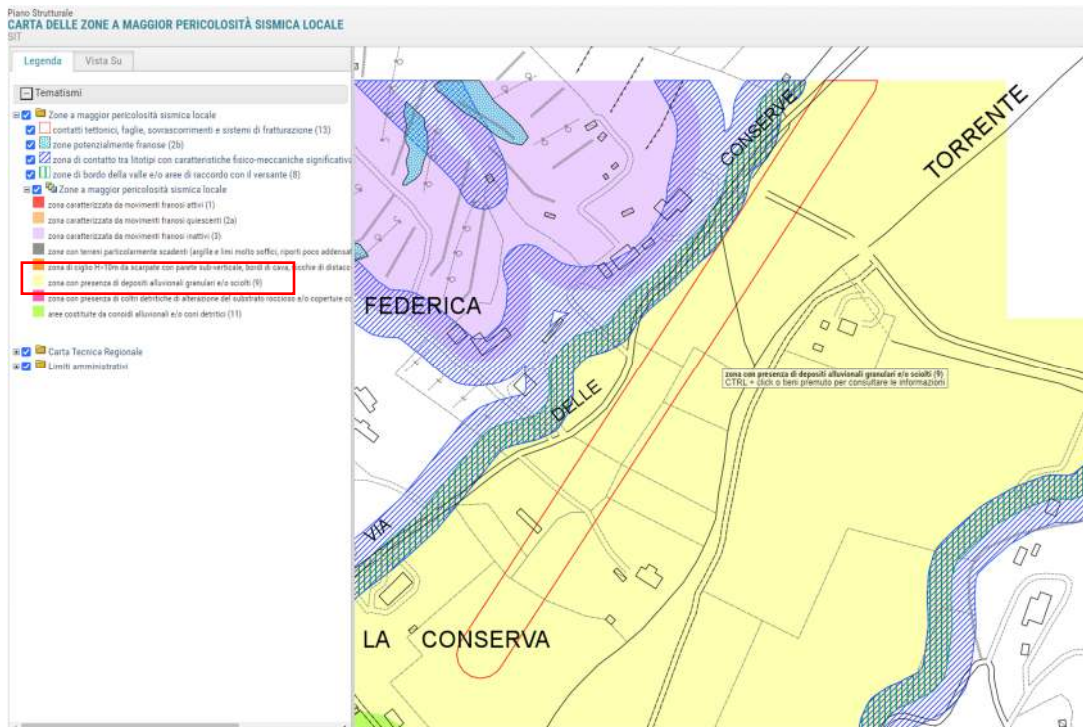 Piano Strutturale
CARTA DELLE ZONE A MAGGIOR PERICOLOSITÀ SISMICA LOCALE
SIT
Legenda
Vista Su
Tematismi
Zone a maggior pericolosità sismica locale
contatti tettonici, faglie, sovrascorrimenti e sistemi di fratturazione (13)
zone potenzialmente franose (2b)
zona di contatto tra litotipi con caratteristiche fisico-meccaniche significativa
zone di bordo della valle e/o aree di raccordo con il versante (8)
Zone a maggior pericolosità sismica locale
zona caratterizzata da movimenti franosi attivi (1)
zona caratterizzata da movimenti franosi quiescenti (2a)
zona caratterizzata da movimenti franosi inattivi (3)
zona con terreni particolarmente scadenti (argille e limi molto soffici, riporti poco addensat
zona di ciglio H>10m da scarpate con parete sub-verticale, bordi di cava, nicchie di distacco
zona con presenza di depositi alluvionali granulari e/o sciolti (9)
zona con presenza di coltri detritiche di alterazione del substrato roccioso e/o coperture co
aree costituite da conoidi alluvionali e/o coni detritici (11)
Carta Tecnica Regionale
Limiti amministrativi
CONSERVE
TORRENTE
FEDERICA
zona con presenza di depositi alluvionali granulari e/o sciolti (9)
CTRL + click o tieni premuto per consultare le informazioni
DELLE
VIA
LA CONSERVA